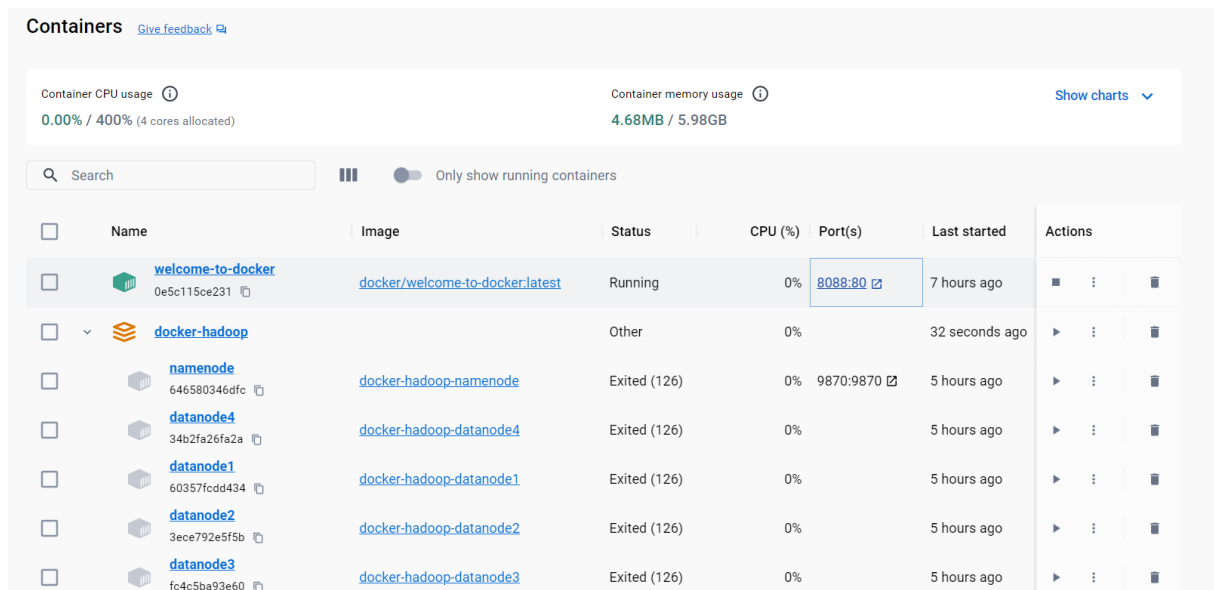 Containers Give feedback
Container CPU usage
0.00% / 400% (4 cores allocated)
Container memory usage
4.68MB / 5.98GB
Show charts
Search
Only show running containers
Name Image Status CPU (%) Port(s) Last started Actions
welcome-to-docker
0e5c115ce231
docker/welcome-to-docker:latest Running 0% 8088:80 7 hours ago
docker-hadoop Other 0% 32 seconds ago
namenode
646580346dfc
docker-hadoop-namenode Exited (126) 0% 9870:9870 5 hours ago
datanode4
34b2fa26fa2a
docker-hadoop-datanode4 Exited (126) 0% 5 hours ago
datanode1
60357fcdd434
docker-hadoop-datanode1 Exited (126) 0% 5 hours ago
datanode2
3ece792e5f5b
docker-hadoop-datanode2 Exited (126) 0% 5 hours ago
datanode3
fc4c5ba93e60
docker-hadoop-datanode3 Exited (126) 0% 5 hours ago